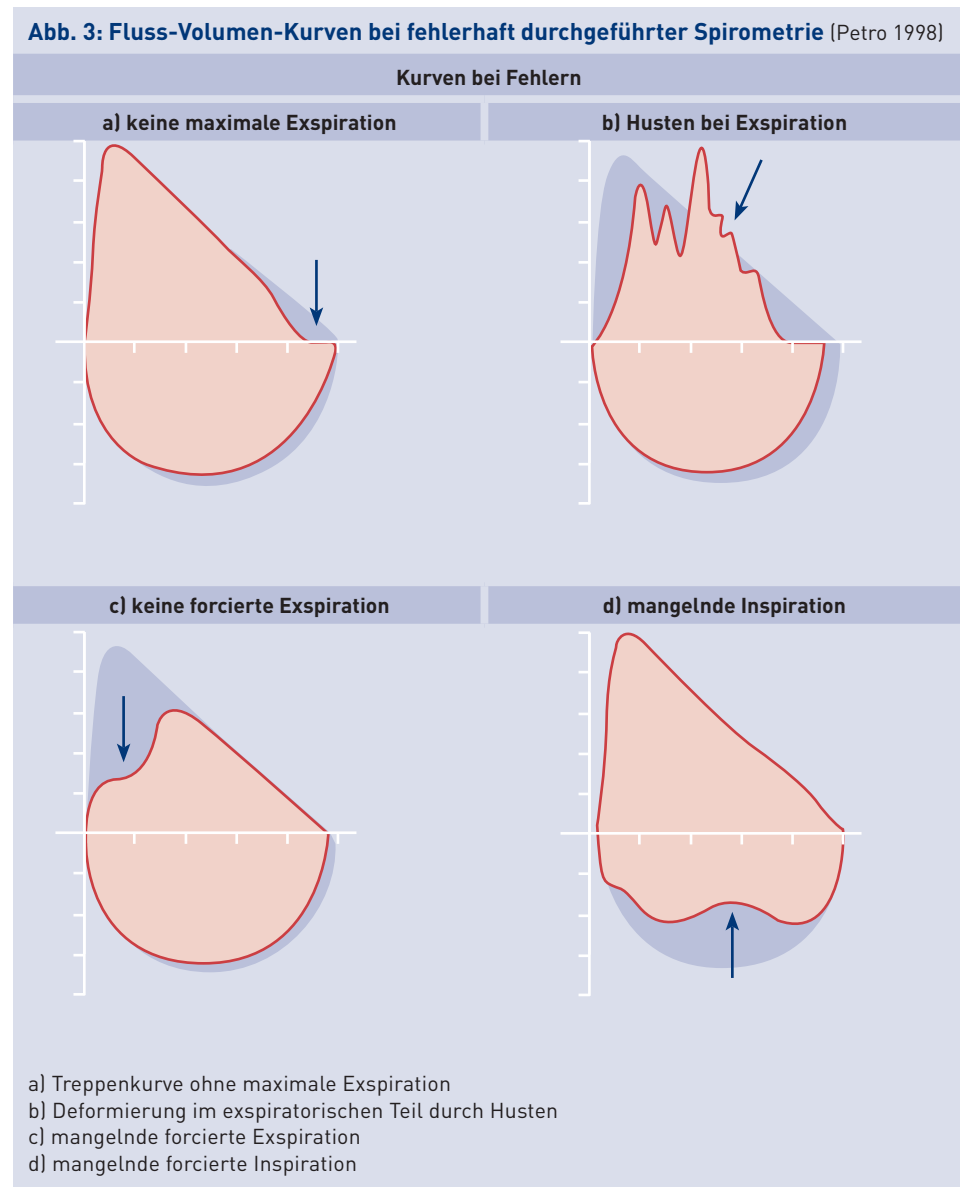 Abb. 3: Fluss-Volumen-Kurven bei fehlerhaft durchgeführter Spirometrie (Petro 1998)
Kurven bei Fehlern
a) keine maximale Exspiration
b) Husten bei Exspiration
c) keine forcierte Exspiration
d) mangelnde Inspiration
a) Treppenkurve ohne maximale Exspiration
b) Deformierung im exspiratorischen Teil durch Husten
c) mangelnde forcierte Exspiration
d) mangelnde forcierte Inspiration